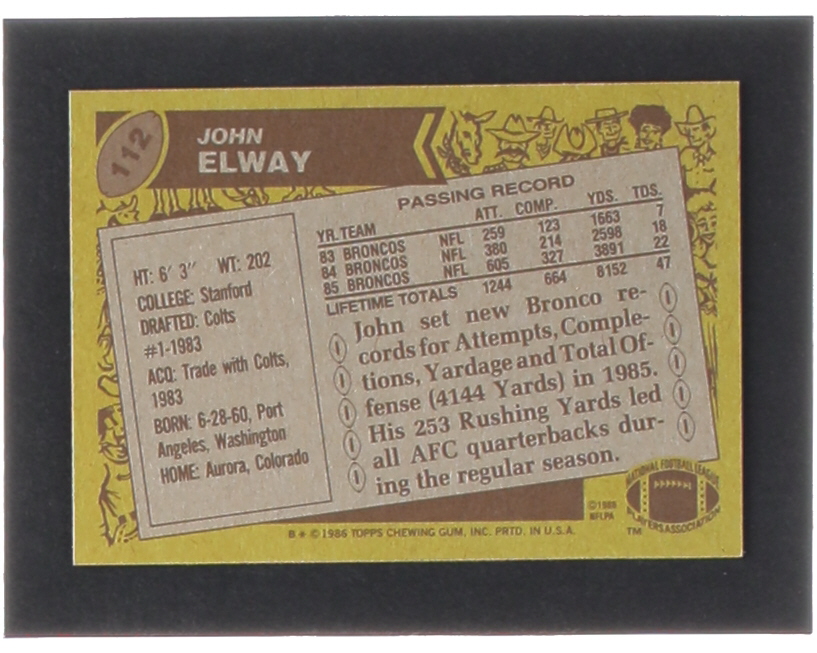 112
JOHN
ELWAY
HT: 6′ 3″ WT: 202
COLLEGE: Stanford
DRAFTED: Colts
#1-1983
ACQ: Trade with Colts,
1983
BORN: 6-28-60, Port
Angeles, Washington
HOME: Aurora, Colorado
PASSING RECORD
YR. TEAM ATT. COMP. YDS. TDS.
83 BRONCOS NFL 259 123 1663 7
84 BRONCOS NFL 380 214 2598 18
85 BRONCOS NFL 605 327 3891 22
LIFETIME TOTALS 1244 664 8152 47
John set new Bronco re-
cords for Attempts, Comple-
tions, Yardage and Total Of-
fense (4144 Yards) in 1985.
His 253 Rushing Yards led
all AFC quarterbacks dur-
ing the regular season.
©1986
NFLPA
NATIONAL FOOTBALL LEAGUE
PLAYERS ASSOCIATION
TM
B * © 1986 TOPPS CHEWING GUM, INC. PRTD. IN U.S.A.